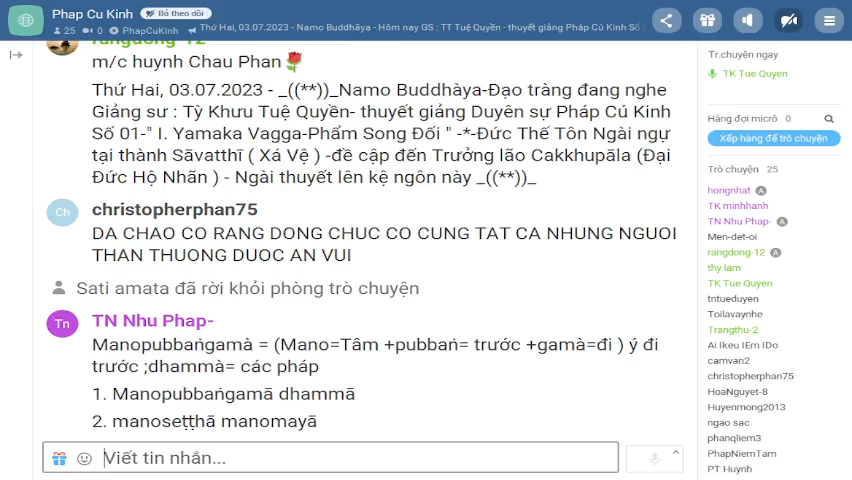 Phap Cu Kinh
Bỏ theo dõi
25
0
PhapCuKinh
Thứ Hai, 03.07.2023 - Namo Buddhāya - Hôm nay GS : TT Tuệ Quyền - thuyết giảng Pháp Cú Kinh Số
rangdong-12
m/c huynh Chau Phan
Thứ Hai, 03.07.2023 - _((**))_Namo Buddhàya-Đạo tràng đang nghe
Giảng sư : Tỳ Khưu Tuệ Quyền- thuyết giảng Duyên sự Pháp Cú Kinh
Số 01-" I. Yamaka Vagga-Phẩm Song Đối " -*-Đức Thế Tôn Ngài ngự
tại thành Sāvatthī ( Xá Vệ ) -đề cập đến Trưởng lão Cakkhupāla (Đại
Đức Hộ Nhãn ) - Ngài thuyết lên kệ ngôn này _((**))_
Ch
christopherphan75
DA CHAO CO RANG DONG CHUC CO CUNG TAT CA NHUNG NGUOI
THAN THUONG DUOC AN VUI
Sati amata đã rời khỏi phòng trò chuyện
Tn
TN Nhu Phap-
Manopubbaṅgamà = (Mano=Tâm +pubbaṅ= trước +gamà=đi ) ý đi
trước ;dhammà= các pháp
1. Manopubbaṅgamā dhammā
2. manoseṭṭhā manomayā
Viết tin nhắn...
Tr.chuyện ngay
TK Tue Quyen
Hàng đợi micrô 0
Xếp hàng để trò chuyện
Trò chuyện 25
hongnhat A
TK minhhanh
TN Nhu Phap- A
Men-det-oi
rangdong-12 A
thy lam
TK Tue Quyen
tntueduyen
Toilavaynhe
Trangthu-2
Ai Ikeu IEm IDo
camvan2
christopherphan75
HoaNguyet-8
Huyenmong2013
ngao sac
phanqliem3
PhapNiemTam
PT Huynh